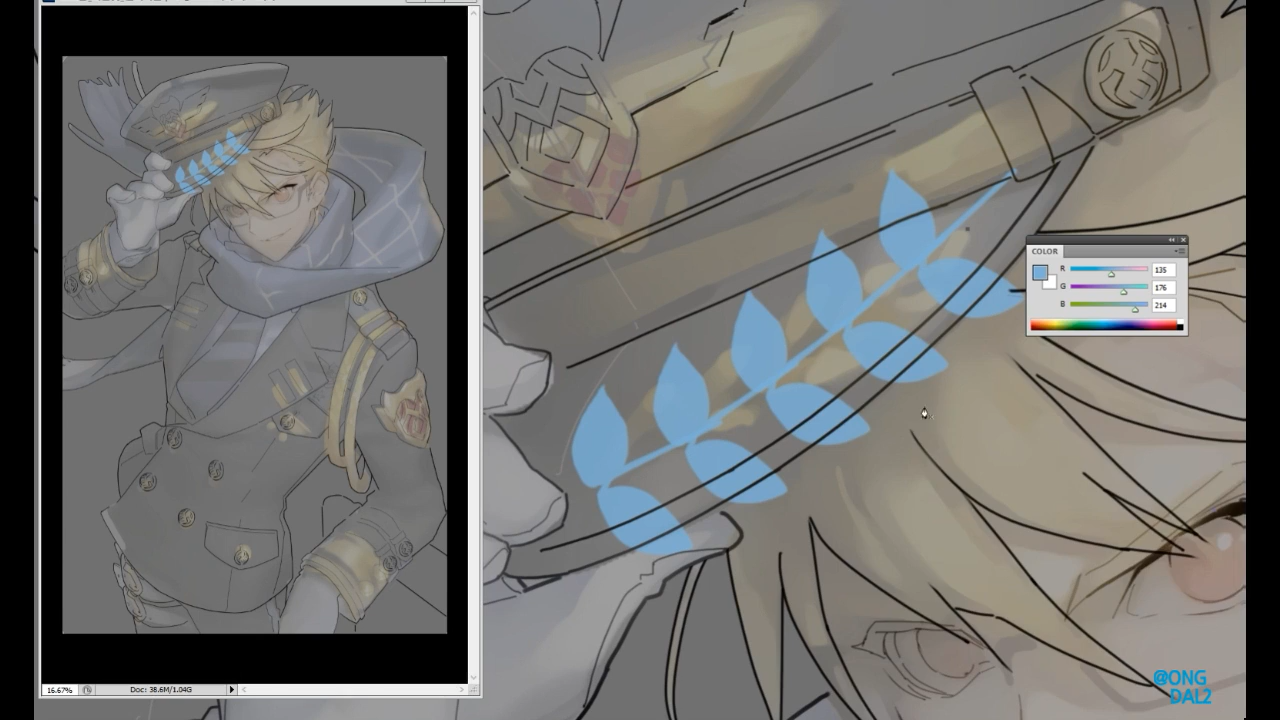 COLOR
R 135
G 176
B 214
16.67%
Doc: 38.6M/1.04G
@ONG
DAL2